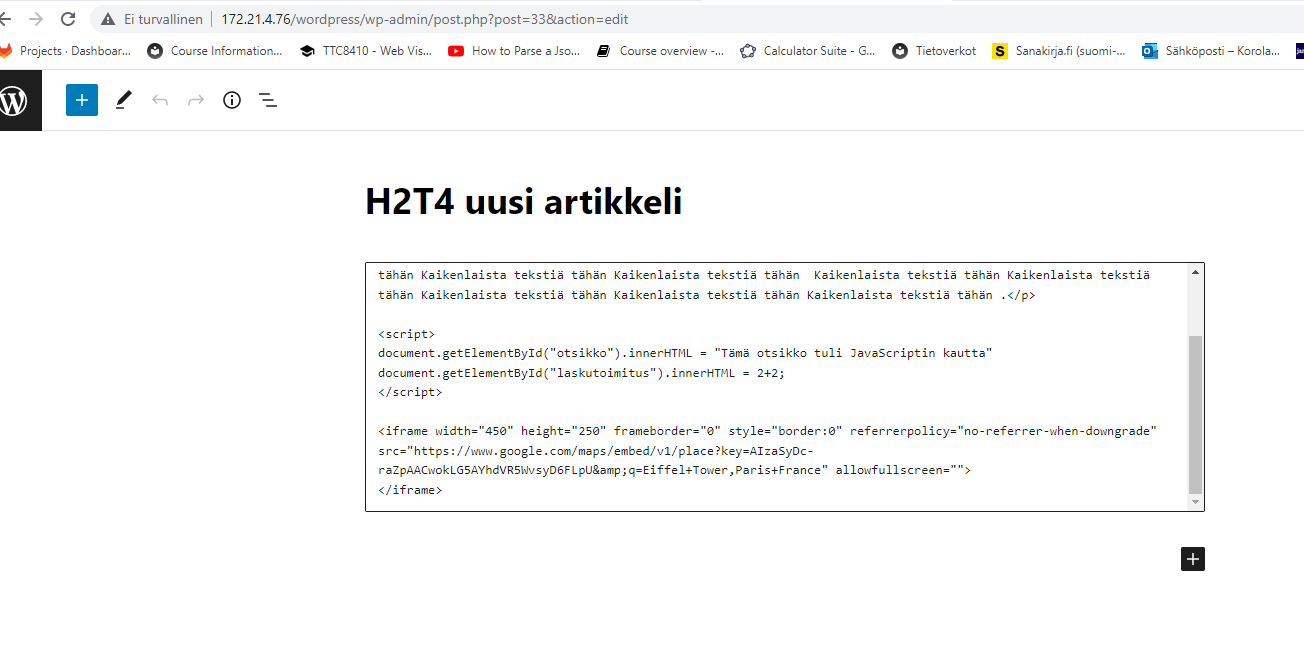 Ei turvallinen | 172.21.4.76/wordpress/wp-admin/post.php?post=33&action=edit
Projects · Dashboar... Course Information... TTC8410 - Web Vis... How to Parse a Jso... Course overview -... Calculator Suite - G... Tietoverkot S Sanakirja.fi (suomi-... Sähköposti – Korola...
H2T4 uusi artikkeli
tähän Kaikenlaista tekstiä tähän Kaikenlaista tekstiä tähän  Kaikenlaista tekstiä tähän Kaikenlaista tekstiä
tähän Kaikenlaista tekstiä tähän Kaikenlaista tekstiä tähän Kaikenlaista tekstiä tähän .</p>
<script>
document.getElementById("otsikko").innerHTML = "Tämä otsikko tuli JavaScriptin kautta"
document.getElementById("laskutoimitus").innerHTML = 2+2;
</script>
<iframe width="450" height="250" frameborder="0" style="border:0" referrerpolicy="no-referrer-when-downgrade"
src="https://www.google.com/maps/embed/v1/place?key=AIzaSyDc-
raZpAACwokLG5AYhdVR5WvsyD6FLpU&amp;q=Eiffel+Tower,Paris+France" allowfullscreen="">
</iframe>